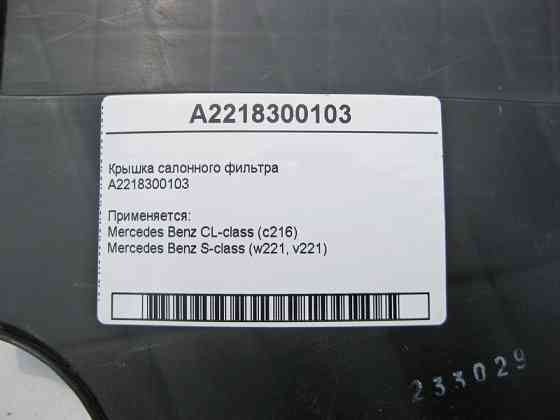 A2218300103
Крышка салонного фильтра
A2218300103
Применяется:
Mercedes Benz CL-class (c216)
Mercedes Benz S-class (w221, v221)
233029